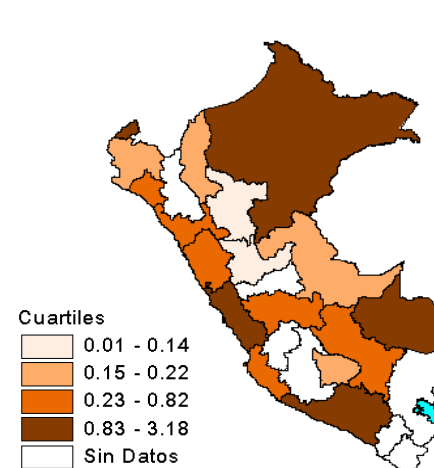 Cuartiles
0.01 - 0.14
0.15 - 0.22
0.23 - 0.82
0.83 - 3.18
Sin Datos